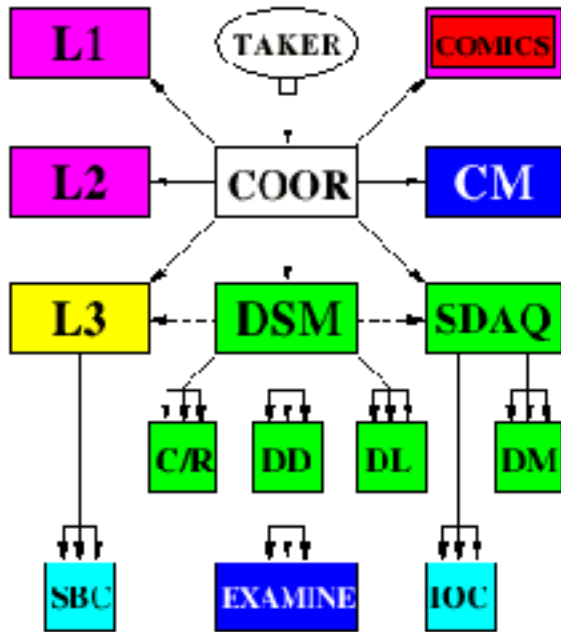 L1
TAKER
COMICS
L2
COOR
CM
L3
DSM
SDAQ
C/R
DD
DL
DM
SBC
EXAMINE
IOC